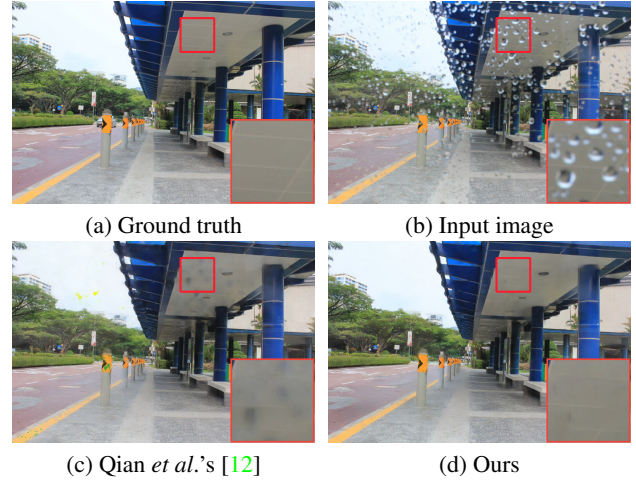 (a) Ground truth
(b) Input image
(c) Qian et al.'s [12]
(d) Ours